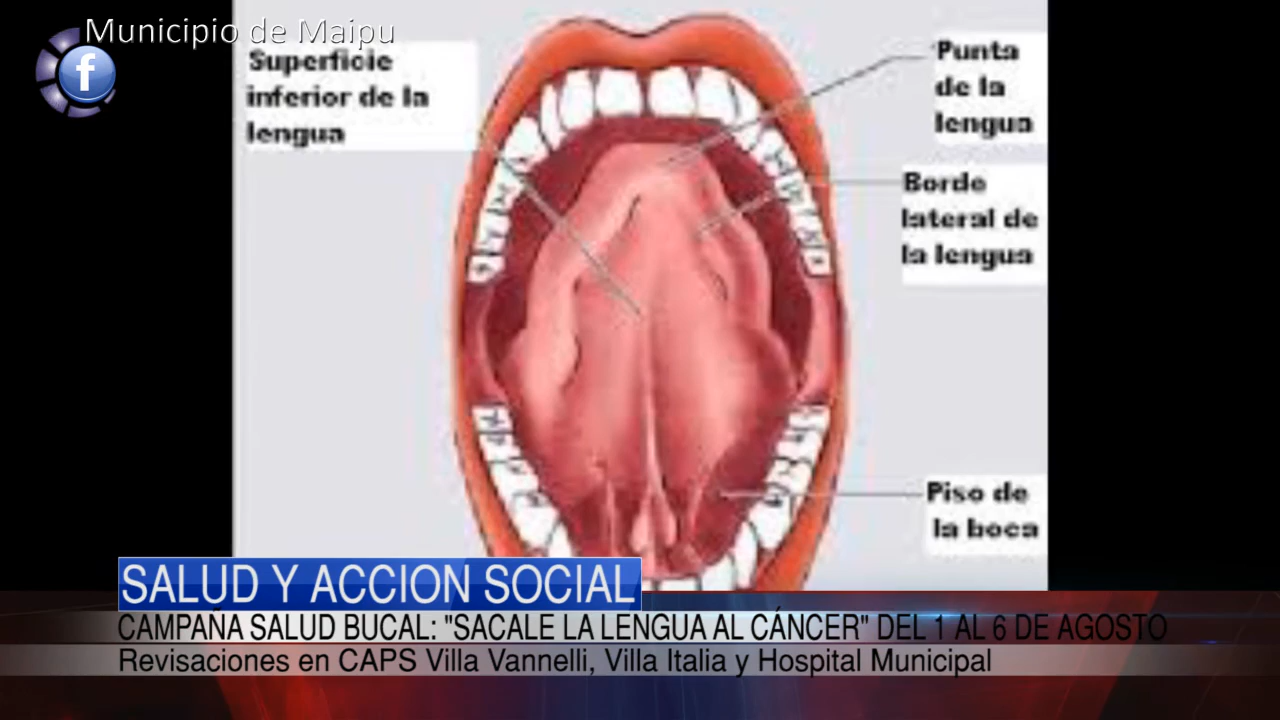 Municipio de Maipu
f
Superficie
inferior de la
lengua
Punta
de la
lengua
Borde
lateral de
la lengua
Piso de
la boca
SALUD Y ACCION SOCIAL
CAMPAÑA SALUD BUCAL: "SACALE LA LENGUA AL CÁNCER" DEL 1 AL 6 DE AGOSTO
Revisaciones en CAPS Villa Vannelli, Villa Italia y Hospital Municipal